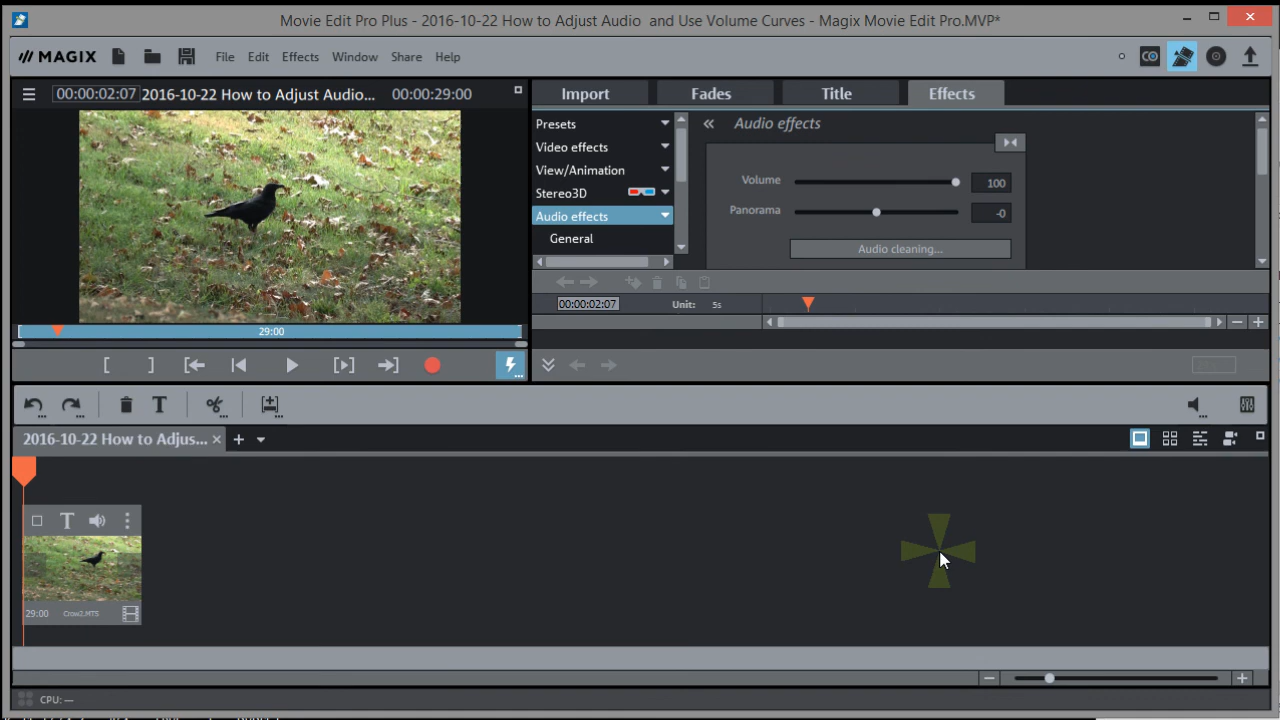 Movie Edit Pro Plus - 2016-10-22 How to Adjust Audio  and Use Volume Curves - Magix Movie Edit Pro.MVP*
MAGIX File Edit Effects Window Share Help
00:00:02:07 2016-10-22 How to Adjust Audio... 00:00:29:00
Import Fades Title Effects
Presets
Video effects
View/Animation
Stereo3D
Audio effects
General
Audio effects
Volume 100
Panorama -0
Audio cleaning...
00:00:02:07 Unit: 5s
29:00
2016-10-22 How to Adjus...
T
29:00 Crow2.MTS
CPU: —